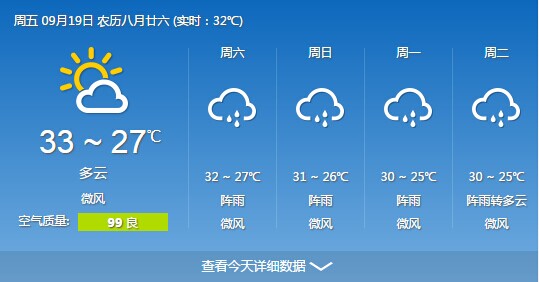 周五 09月19日 农历八月廿六 (实时：32℃)
33 ~ 27℃
多云
微风
空气质量: 99 良
周六
32 ~ 27℃
阵雨
微风
周日
31 ~ 26℃
阵雨
微风
周一
30 ~ 25℃
阵雨
微风
周二
30 ~ 25℃
阵雨转多云
微风
查看今天详细数据